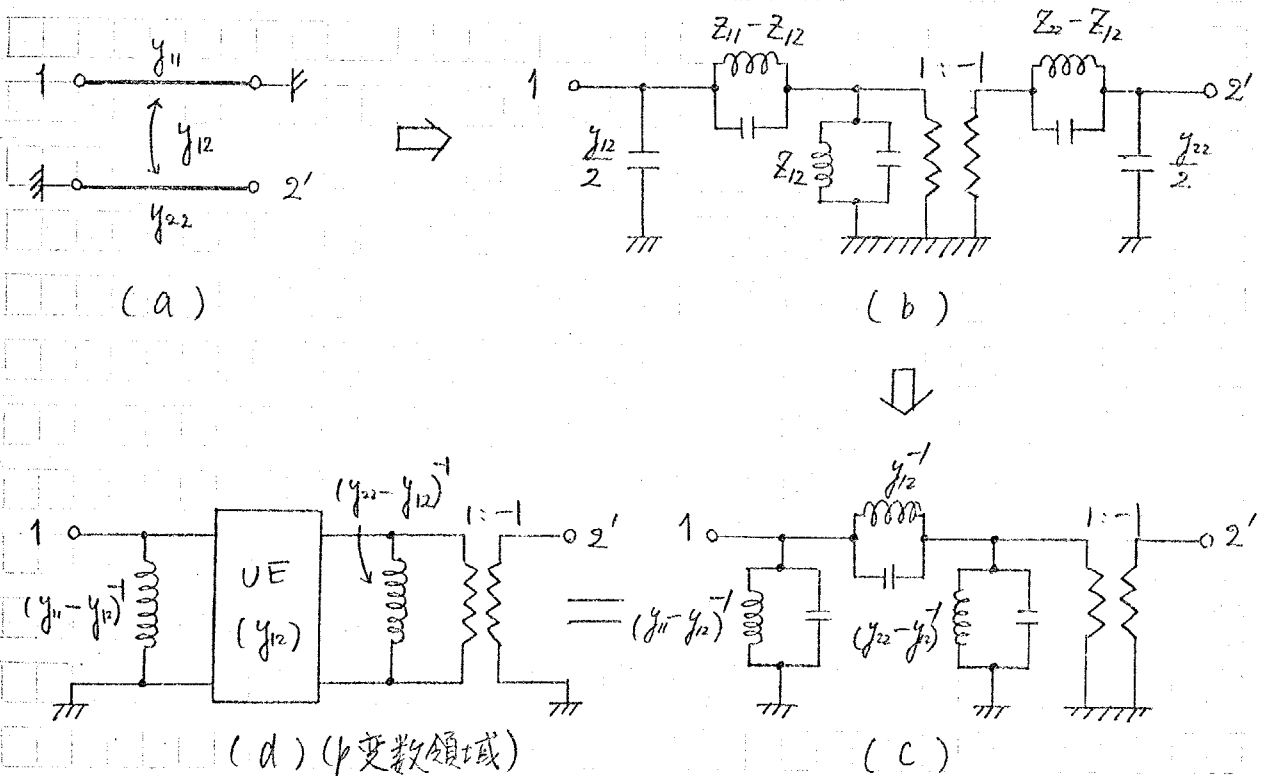 y₁₁
1
y₁₂
2'
y₂₂
(a)
Z₁₁-Z₁₂
1:-1
Z₂₂-Z₁₂
1
2'
y₁₂/2
Z₁₂
y₂₂/2
(b)
(y₂₂-y₁₂)⁻¹
1:-1
1
2'
UE
(y₁₂)
(y₁₁-y₁₂)⁻¹
=
(d) (p変数領域)
y₁₂⁻¹
1:-1
1
2'
(y₁₁-y₁₂)⁻¹
(y₂₂-y₁₂)⁻¹
(c)